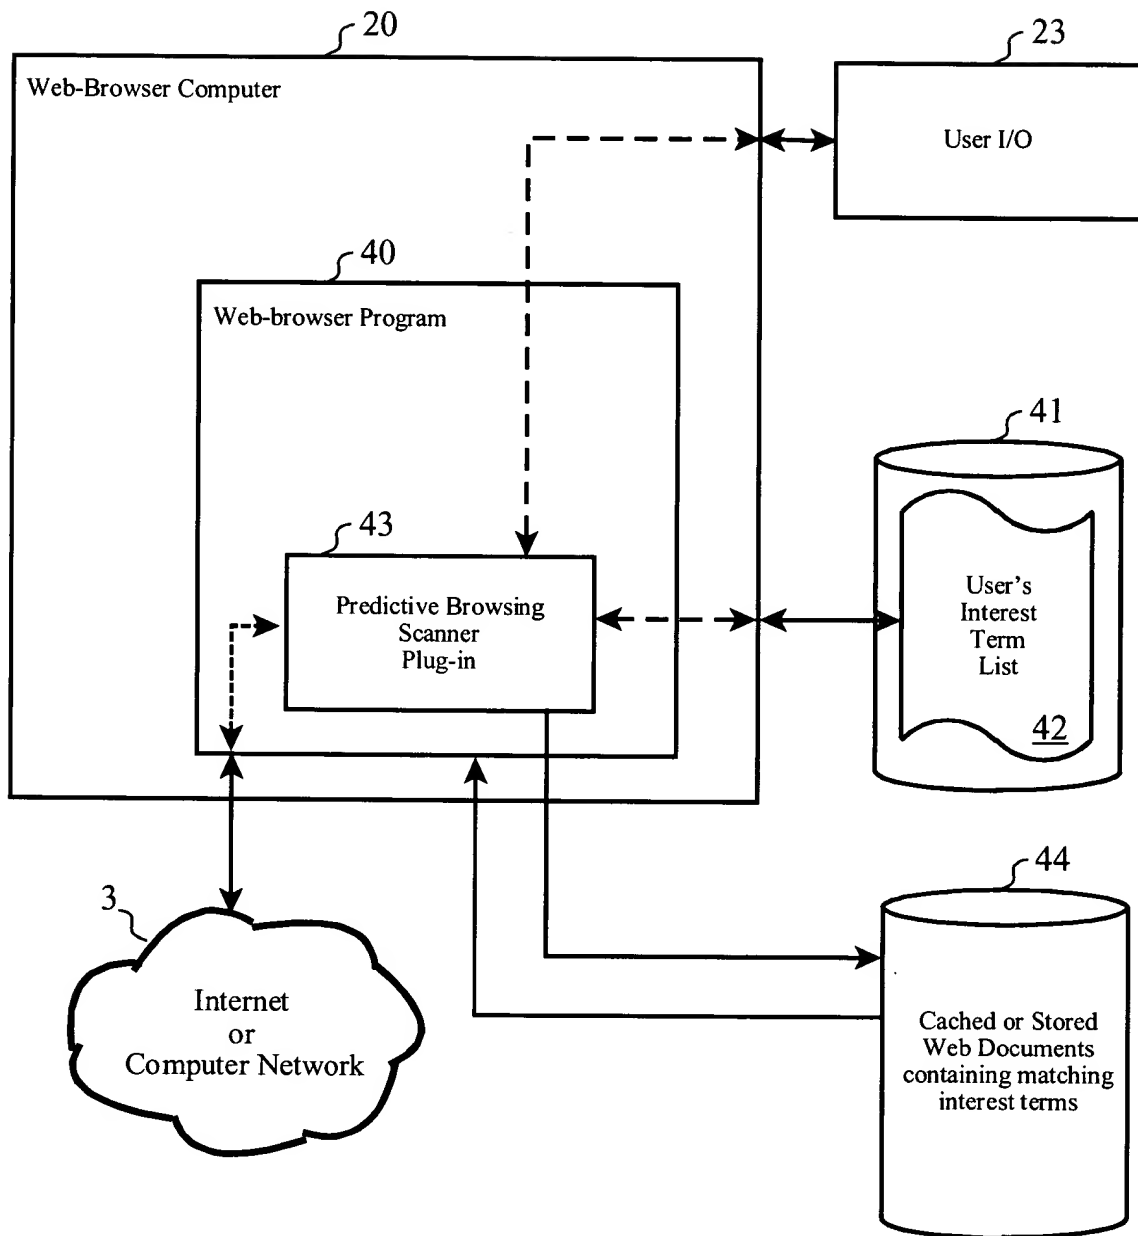 20
23
Web-Browser Computer
User I/O
40
Web-browser Program
41
43
Predictive Browsing
Scanner
Plug-in
User's
Interest
Term
List
42
44
3
Internet
or
Computer Network
Cached or Stored
Web Documents
containing matching
interest terms